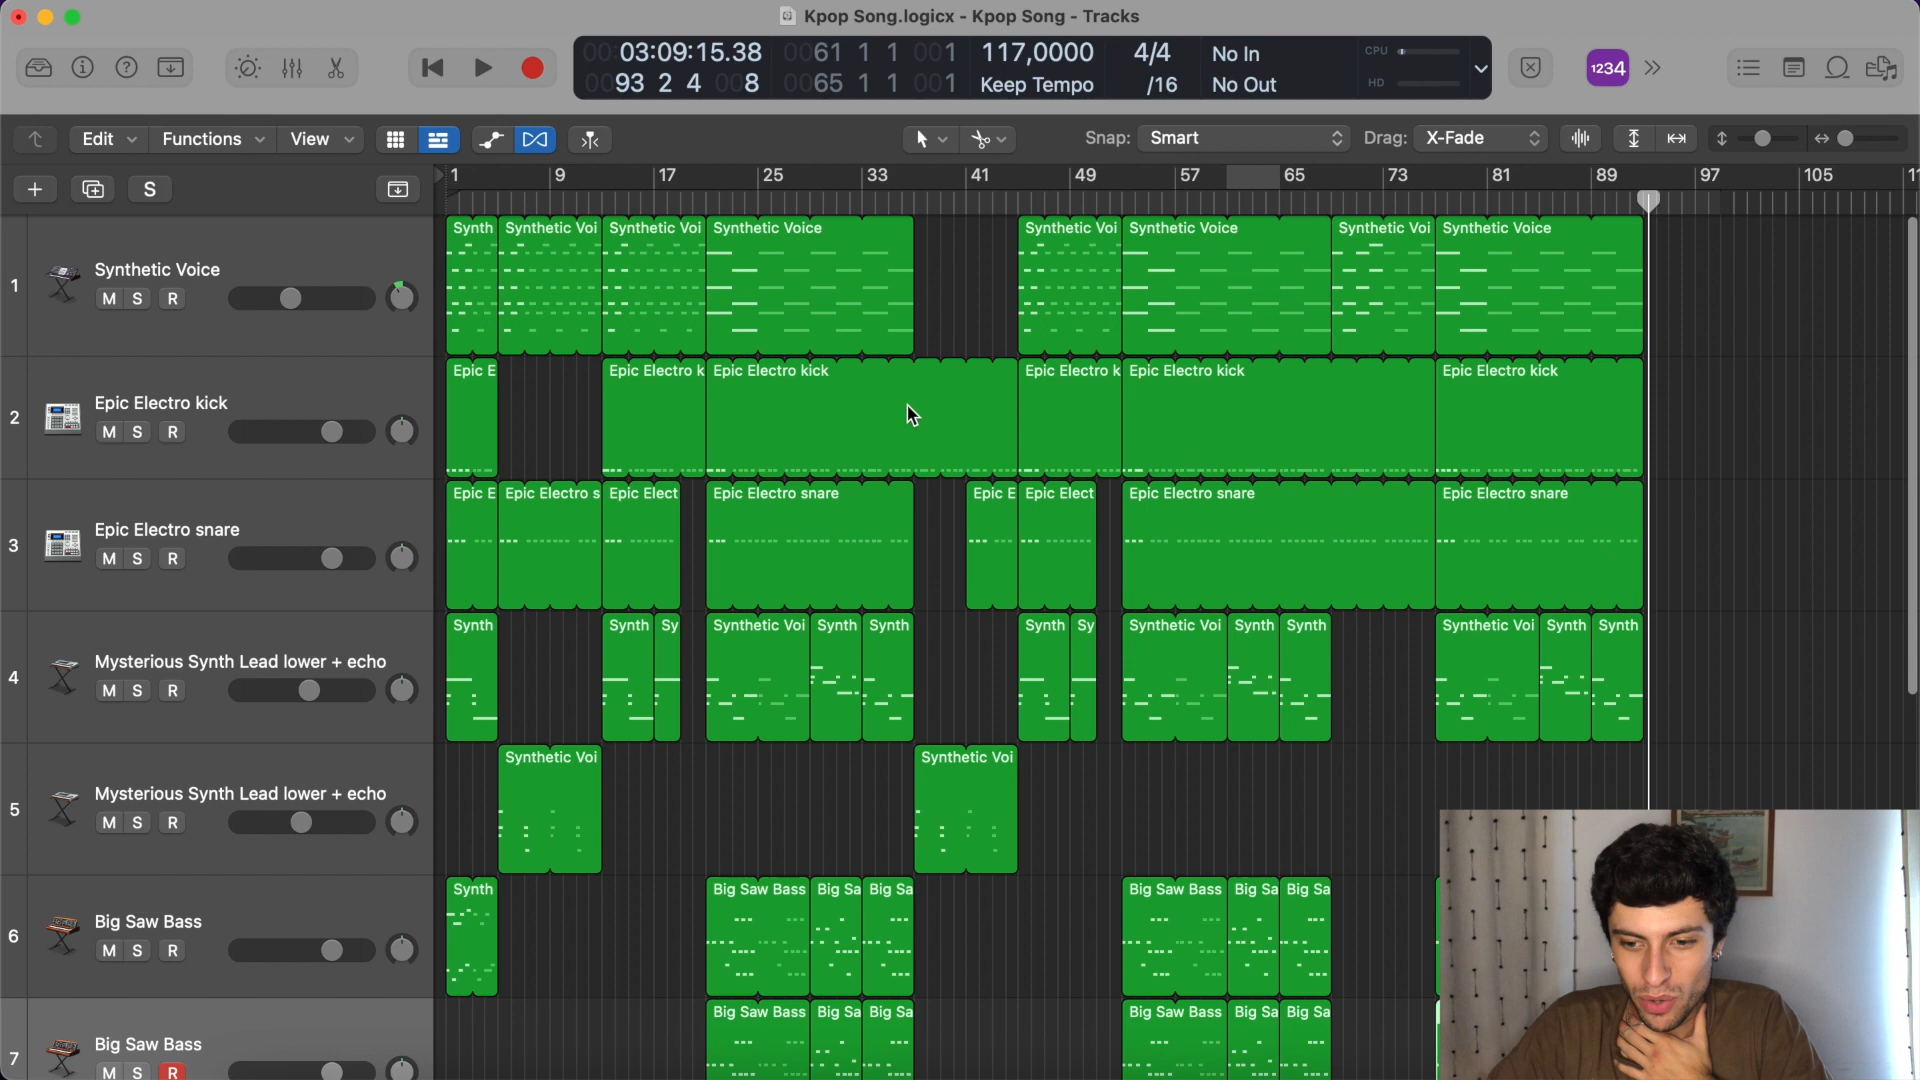 Kpop Song.logicx - Kpop Song - Tracks
00:03:09:15.38 0061 1 1 001 117,0000 4/4 No In CPU
0093 2 4 008 0065 1 1 001 Keep Tempo /16 No Out HD
1234
Edit Functions View Snap: Smart Drag: X-Fade
S
1 9 17 25 33 41 49 57 65 73 81 89 97 105
1 Synthetic Voice
M S R
Synth Synthetic Voi Synthetic Voi Synthetic Voice Synthetic Voi Synthetic Voice Synthetic Voi Synthetic Voice
2 Epic Electro kick
M S R
Epic E Epic Electro k Epic Electro kick Epic Electro k Epic Electro kick Epic Electro kick
3 Epic Electro snare
M S R
Epic E Epic Electro s Epic Elect Epic Electro snare Epic E Epic Elect Epic Electro snare Epic Electro snare
4 Mysterious Synth Lead lower + echo
M S R
Synth Synth Sy Synthetic Voi Synth Synth Synth Sy Synthetic Voi Synth Synth Synthetic Voi Synth Synth
5 Mysterious Synth Lead lower + echo
M S R
Synthetic Voi Synthetic Voi
6 Big Saw Bass
M S R
Synth Big Saw Bass Big Sa Big Sa Big Saw Bass Big Sa Big Sa
7 Big Saw Bass
M S R
Big Saw Bass Big Sa Big Sa Big Saw Bass Big Sa Big Sa